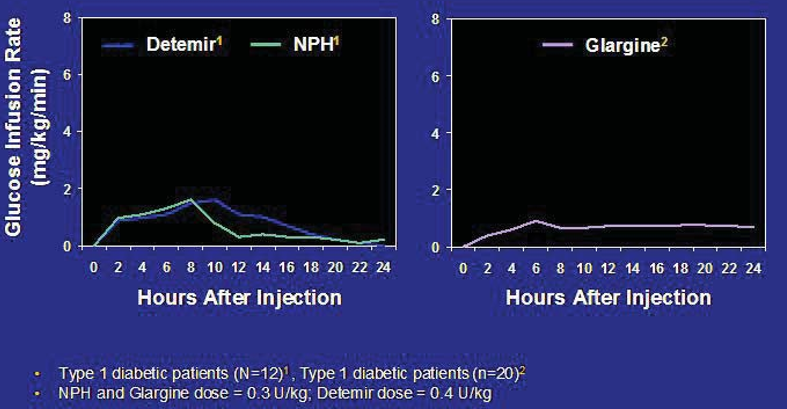 Detemir1 NPH1
Glucose Infusion Rate
(mg/kg/min)
8
6
4
2
0
0 2 4 6 8 10 12 14 16 18 20 22 24
Hours After Injection
Glargine2
8
6
4
2
0
0 2 4 6 8 10 12 14 16 18 20 22 24
Hours After Injection
• Type 1 diabetic patients (N=12)1, Type 1 diabetic patients (n=20)2
• NPH and Glargine dose = 0.3 U/kg; Detemir dose = 0.4 U/kg